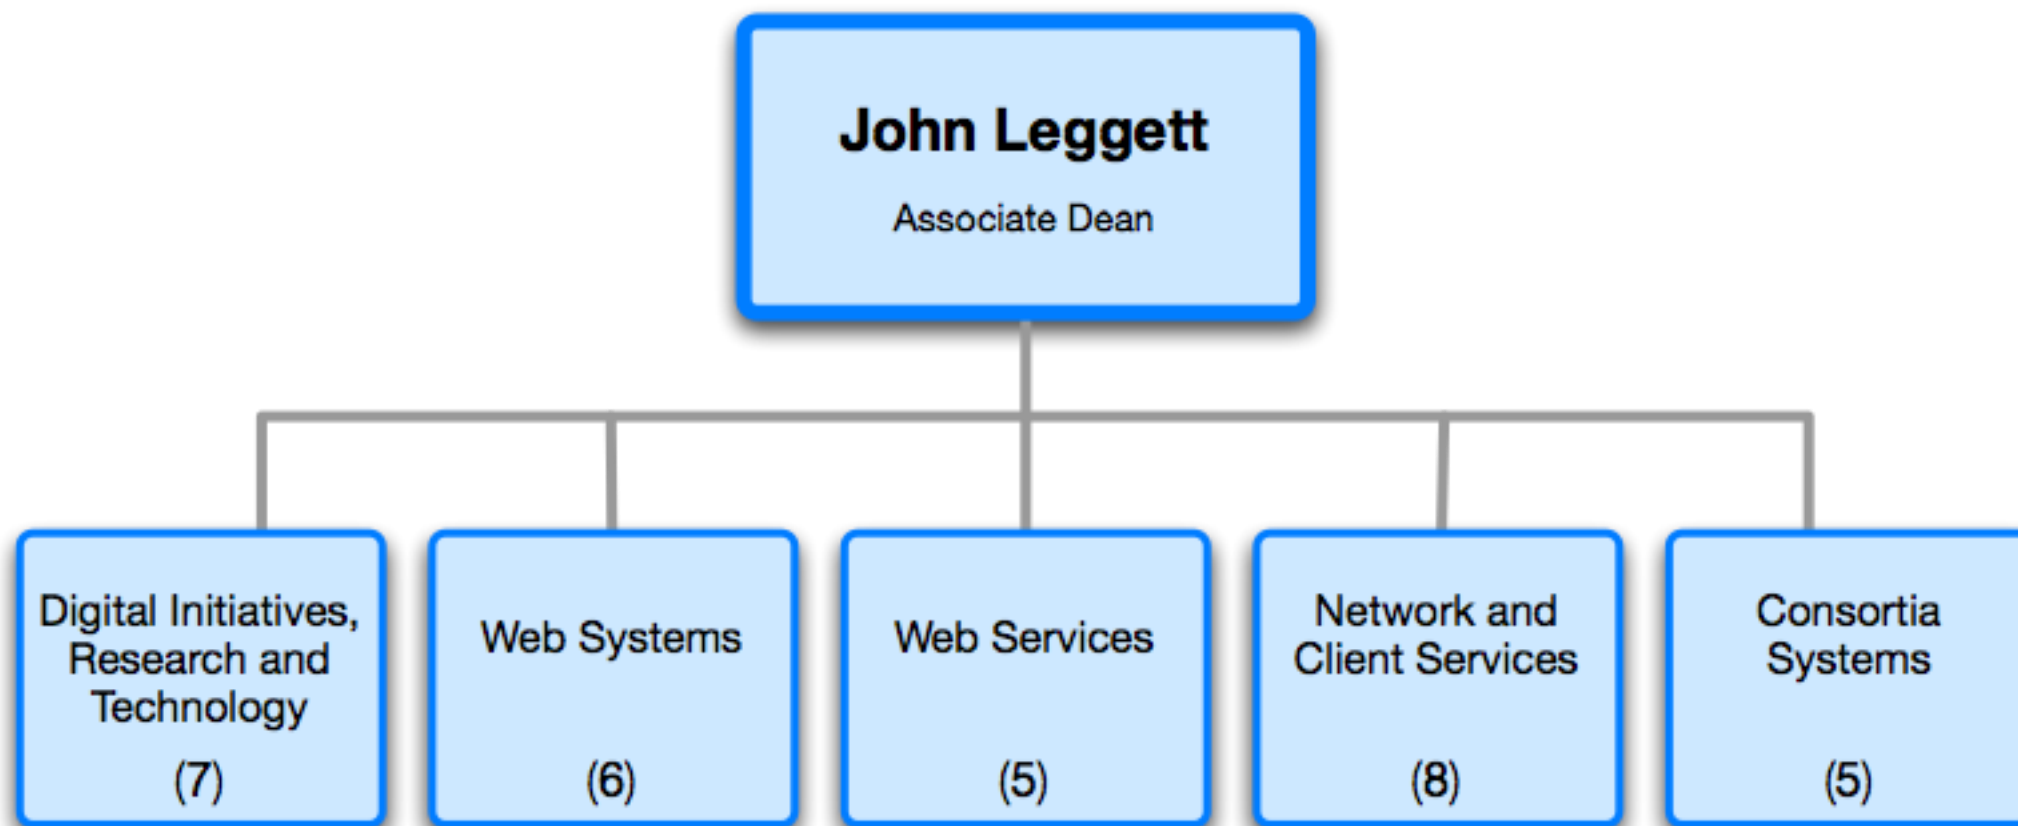 John Leggett
Associate Dean
Digital Initiatives,
Research and
Technology
(7)
Web Systems
(6)
Web Services
(5)
Network and
Client Services
(8)
Consortia
Systems
(5)